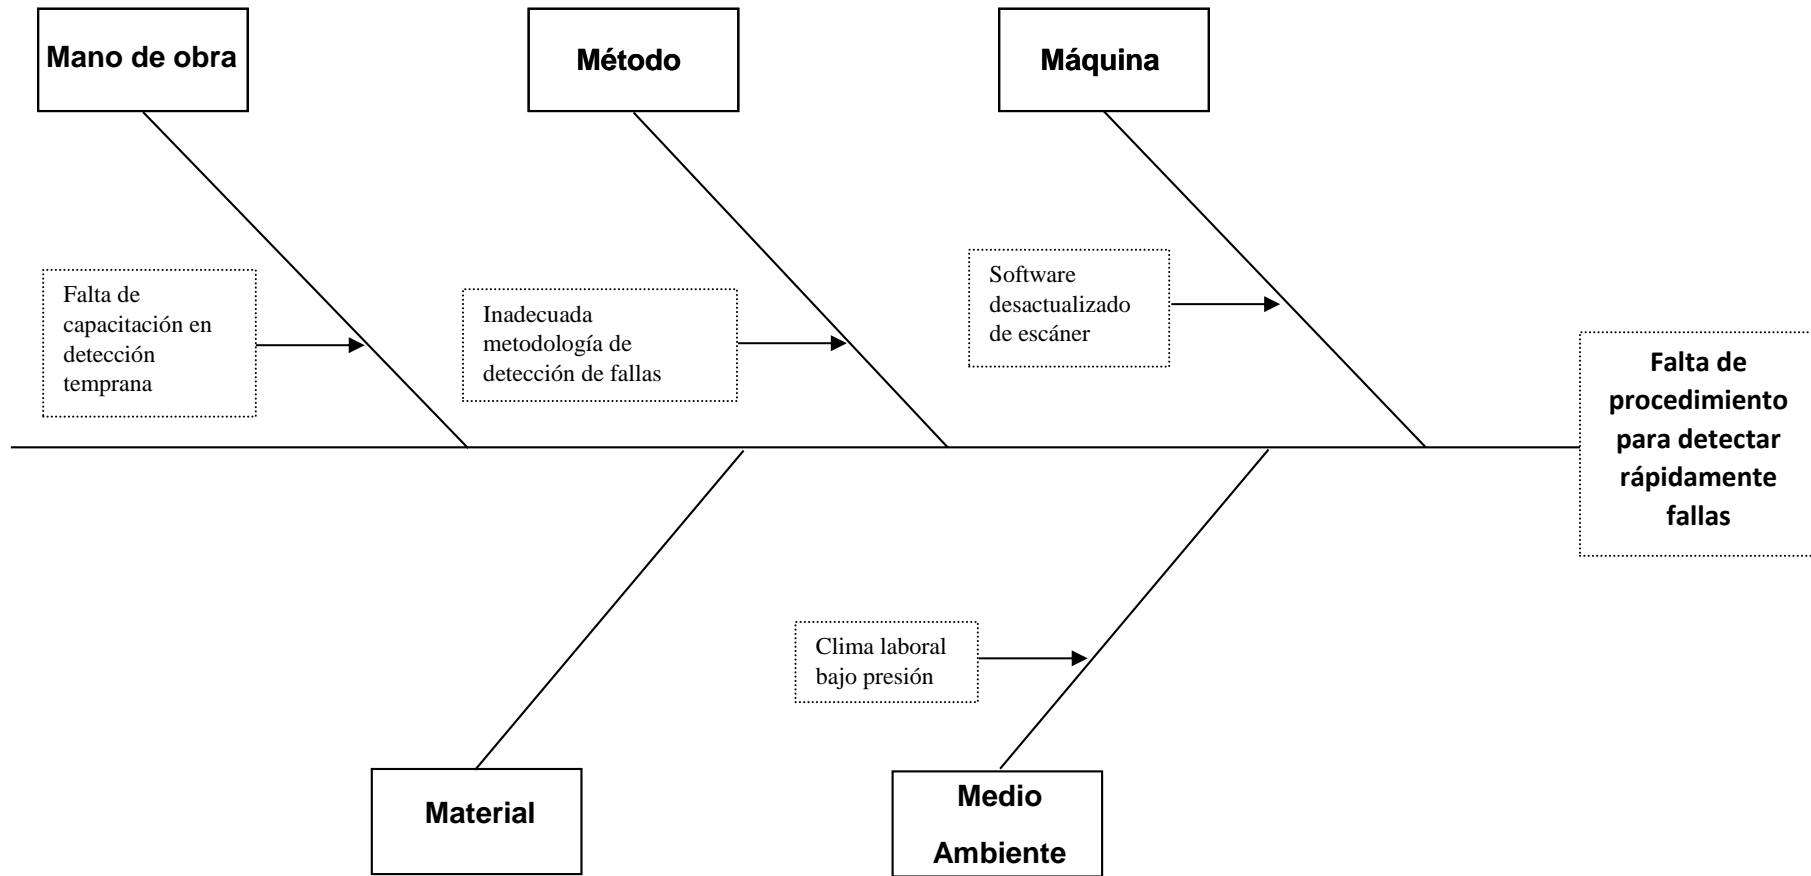 Mano de obra
Método
Máquina
Falta de
capacitación en
detección
temprana
Inadecuada
metodología de
detección de fallas
Software
desactualizado
de escáner
Falta de
procedimiento
para detectar
rápidamente
fallas
Clima laboral
bajo presión
Material
Medio
Ambiente